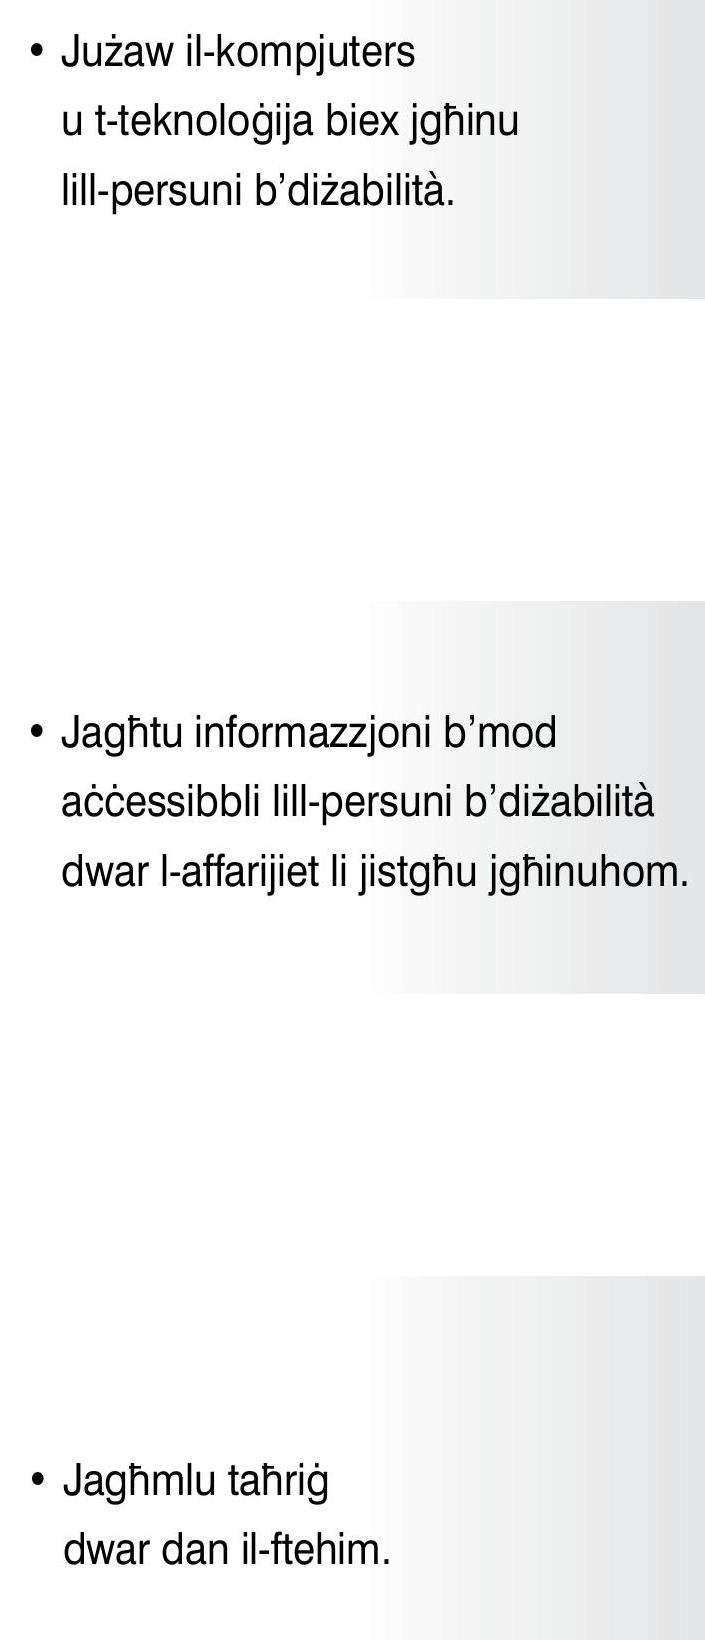 • Jużaw il-kompjuters
u t-teknoloġija biex jgħinu
lill-persuni b’diżabilità.
• Jagħtu informazzjoni b’mod
aċċessibbli lill-persuni b’diżabilità
dwar l-affarijiet li jistgħu jgħinuhom.
• Jagħmlu taħriġ
dwar dan il-ftehim.